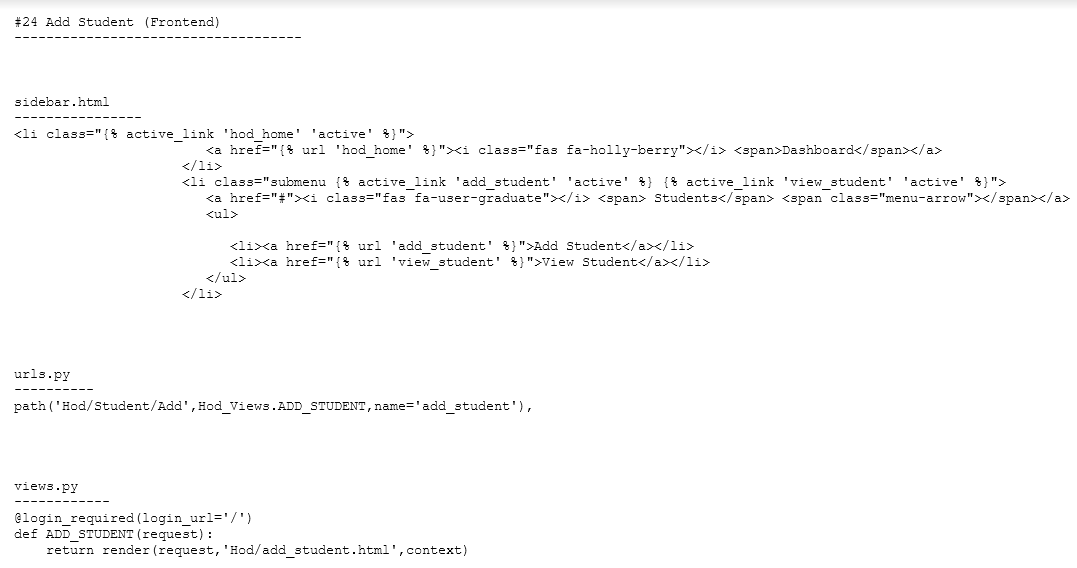 #24 Add Student (Frontend)
------------------------------------
sidebar.html
----------------
<li class="{% active_link 'hod_home' 'active' %}">
<a href="{% url 'hod_home' %}"><i class="fas fa-holly-berry"></i> <span>Dashboard</span></a>
</li>
<li class="submenu {% active_link 'add_student' 'active' %} {% active_link 'view_student' 'active' %}">
<a href="#"><i class="fas fa-user-graduate"></i> <span> Students</span> <span class="menu-arrow"></span></a>
<ul>
<li><a href="{% url 'add_student' %}">Add Student</a></li>
<li><a href="{% url 'view_student' %}">View Student</a></li>
</ul>
</li>
urls.py
----------
path('Hod/Student/Add',Hod_Views.ADD_STUDENT,name='add_student'),
views.py
------------
@login_required(login_url='/')
def ADD_STUDENT(request):
return render(request,'Hod/add_student.html',context)